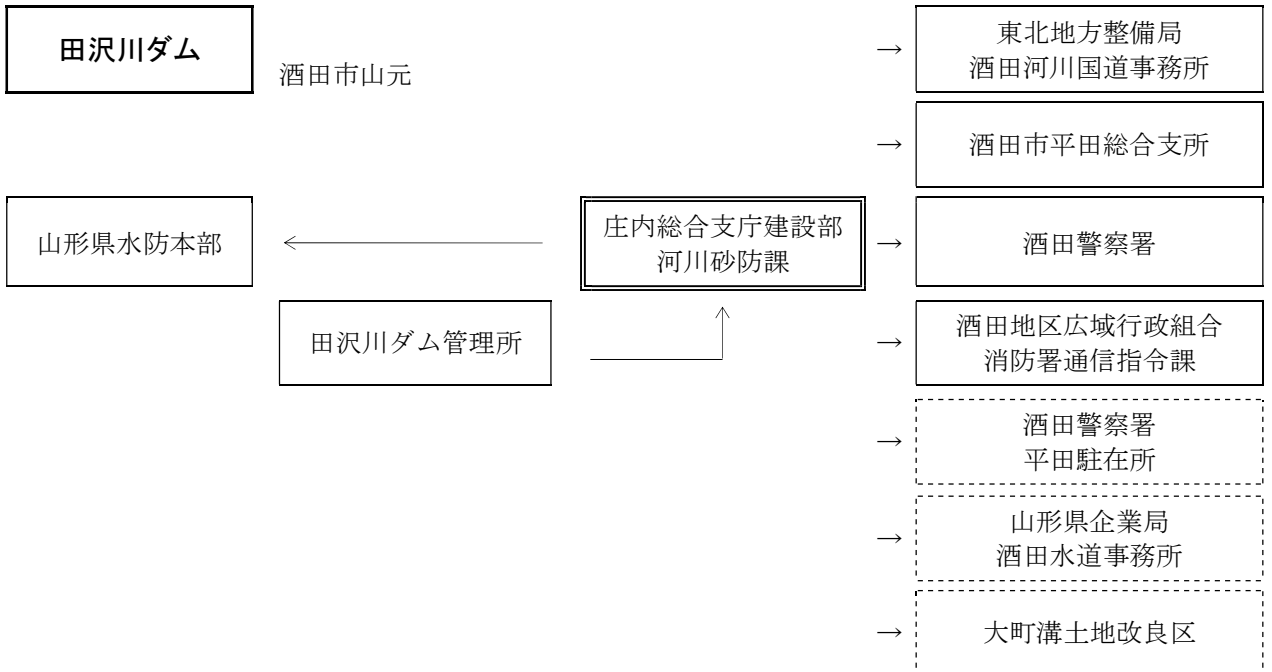 田沢川ダム
酒田市山元
→
東北地方整備局
酒田河川国道事務所
→
酒田市平田総合支所
山形県水防本部
←
庄内総合支庁建設部
河川砂防課
→
酒田警察署
田沢川ダム管理所
→
酒田地区広域行政組合
消防署通信指令課
→
酒田警察署
平田駐在所
→
山形県企業局
酒田水道事務所
→
大町溝土地改良区